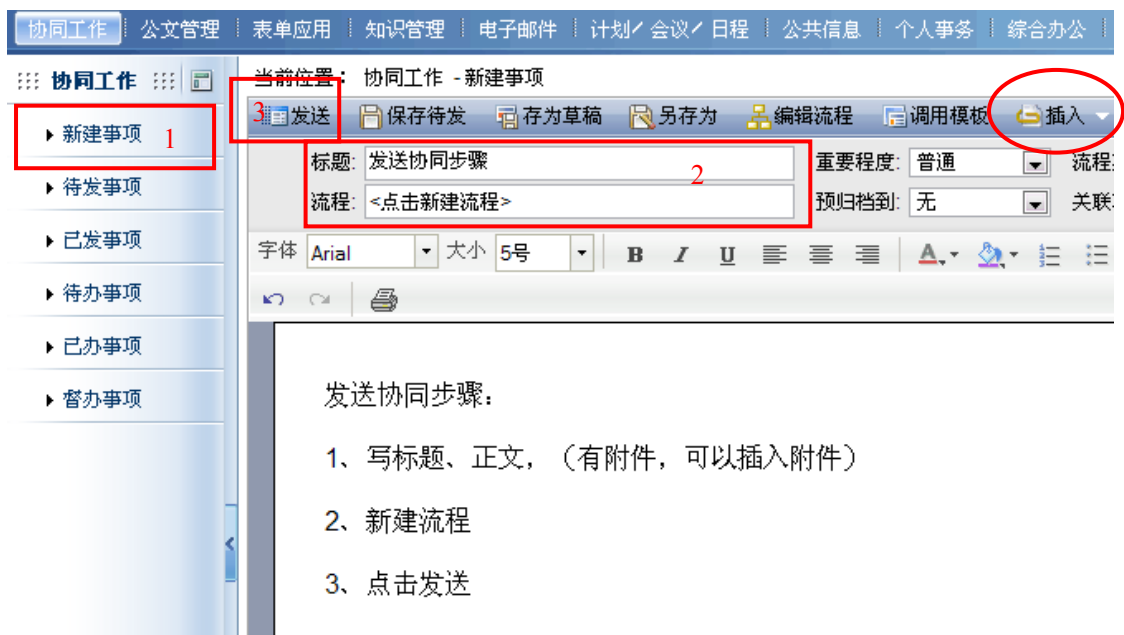 协同工作 公文管理 表单应用 知识管理 电子邮件 计划/会议/日程 公共信息 个人事务 综合办公
协同工作
当前位置： 协同工作 -新建事项
3 发送 保存待发 存为草稿 另存为 编辑流程 调用模板 插入
新建事项 1
标题: 发送协同步骤 2 重要程度: 普通 流程
待发事项
流程: <点击新建流程> 预归档到: 无 关联
已发事项
字体 Arial 大小 5号 B I U A
待办事项
已办事项
督办事项
发送协同步骤：
1、写标题、正文，（有附件，可以插入附件）
2、新建流程
3、点击发送